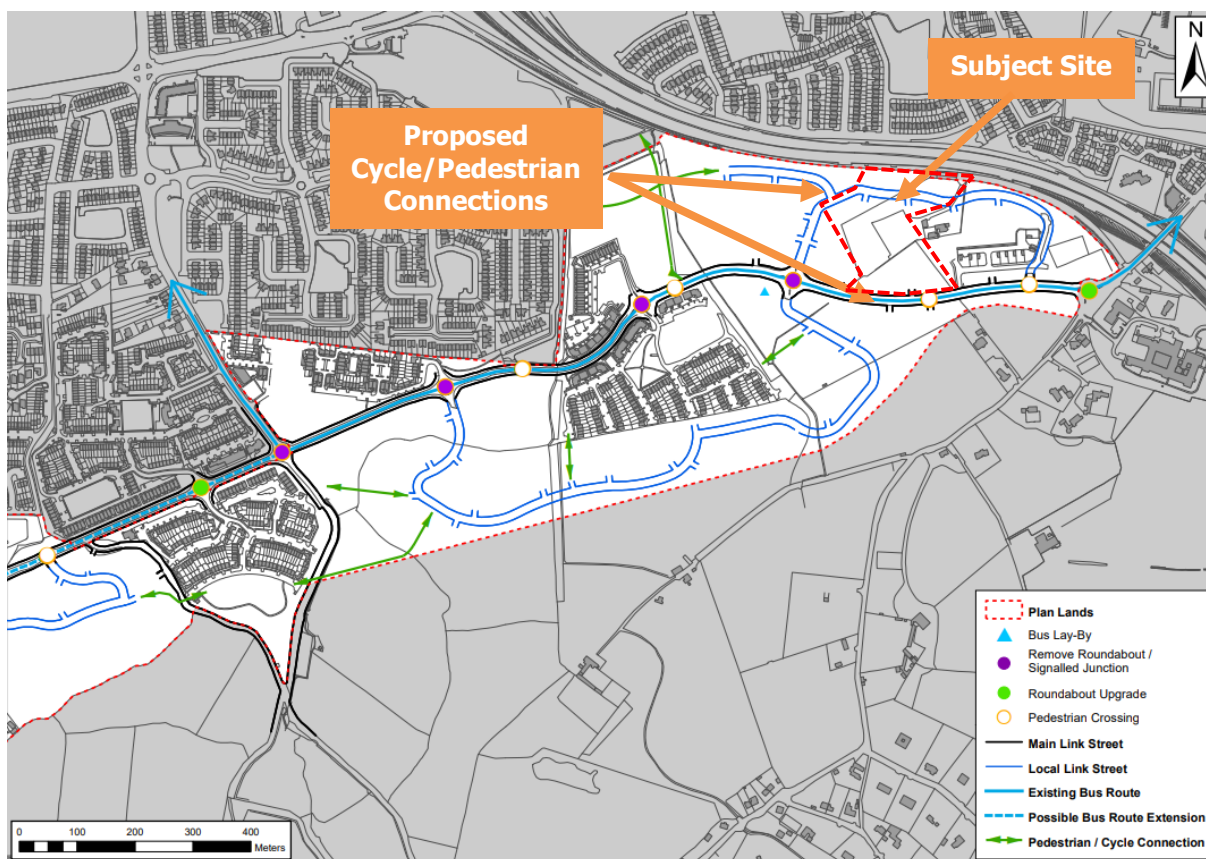 N
Subject Site
Proposed
Cycle/Pedestrian
Connections
Plan Lands
Bus Lay-By
Remove Roundabout /
Signalled Junction
Roundabout Upgrade
Pedestrian Crossing
Main Link Street
Local Link Street
Existing Bus Route
Possible Bus Route Extension
Pedestrian / Cycle Connection
0 100 200 300 400
Meters